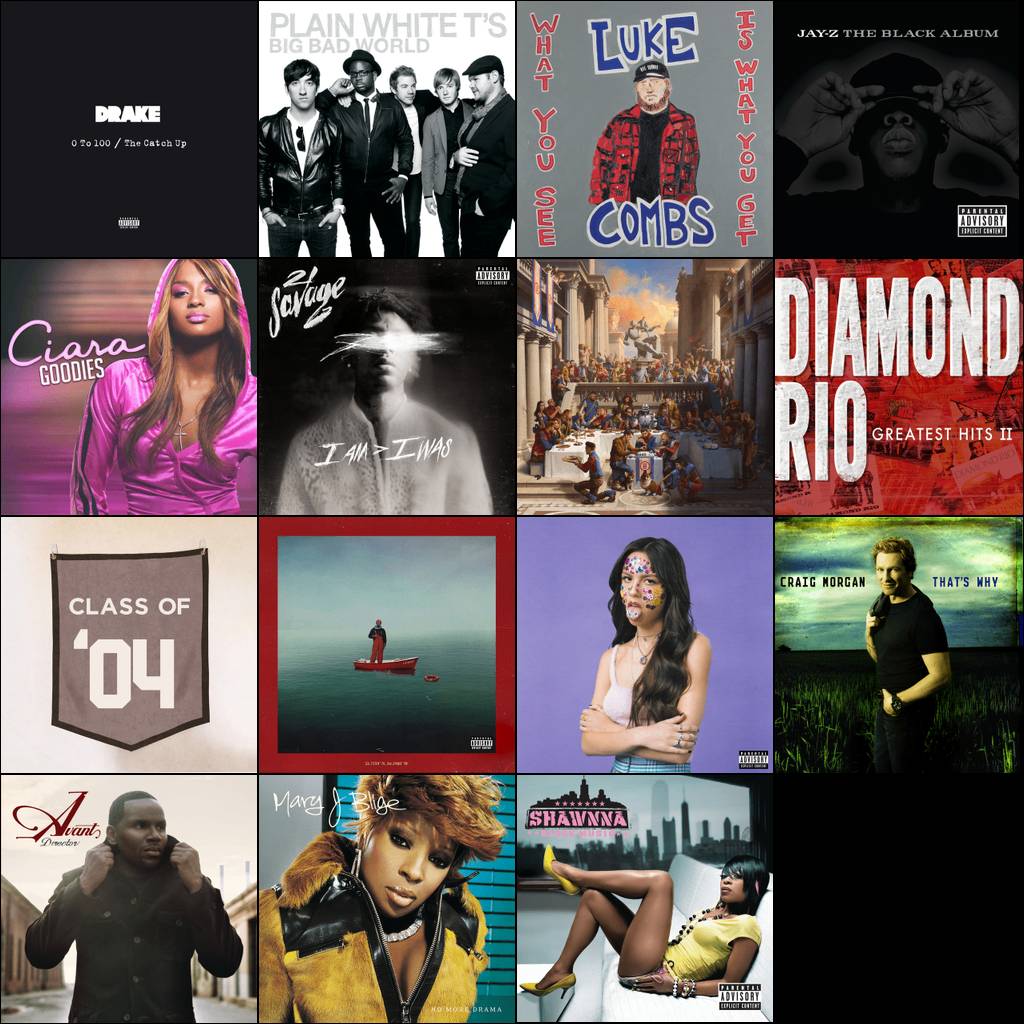 DRAKE
0 To 100 / The Catch Up
PARENTAL
ADVISORY
EXPLICIT CONTENT
PLAIN WHITE T'S
BIG BAD WORLD
WHAT YOU SEE
LUKE
COMBS
IS WHAT YOU GET
JAY-Z THE BLACK ALBUM
PARENTAL
ADVISORY
EXPLICIT CONTENT
Ciara
GOODIES
21
Savage
PARENTAL
ADVISORY
EXPLICIT CONTENT
I AM > I WAS
DIAMOND
RIO
GREATEST HITS II
CLASS OF
'04
PARENTAL
ADVISORY
EXPLICIT CONTENT
PARENTAL
ADVISORY
EXPLICIT CONTENT
CRAIG MORGAN
THAT'S WHY
Avant
Director
Mary J Blige
NO MORE DRAMA
SHAWNNA
PARENTAL
ADVISORY
EXPLICIT CONTENT